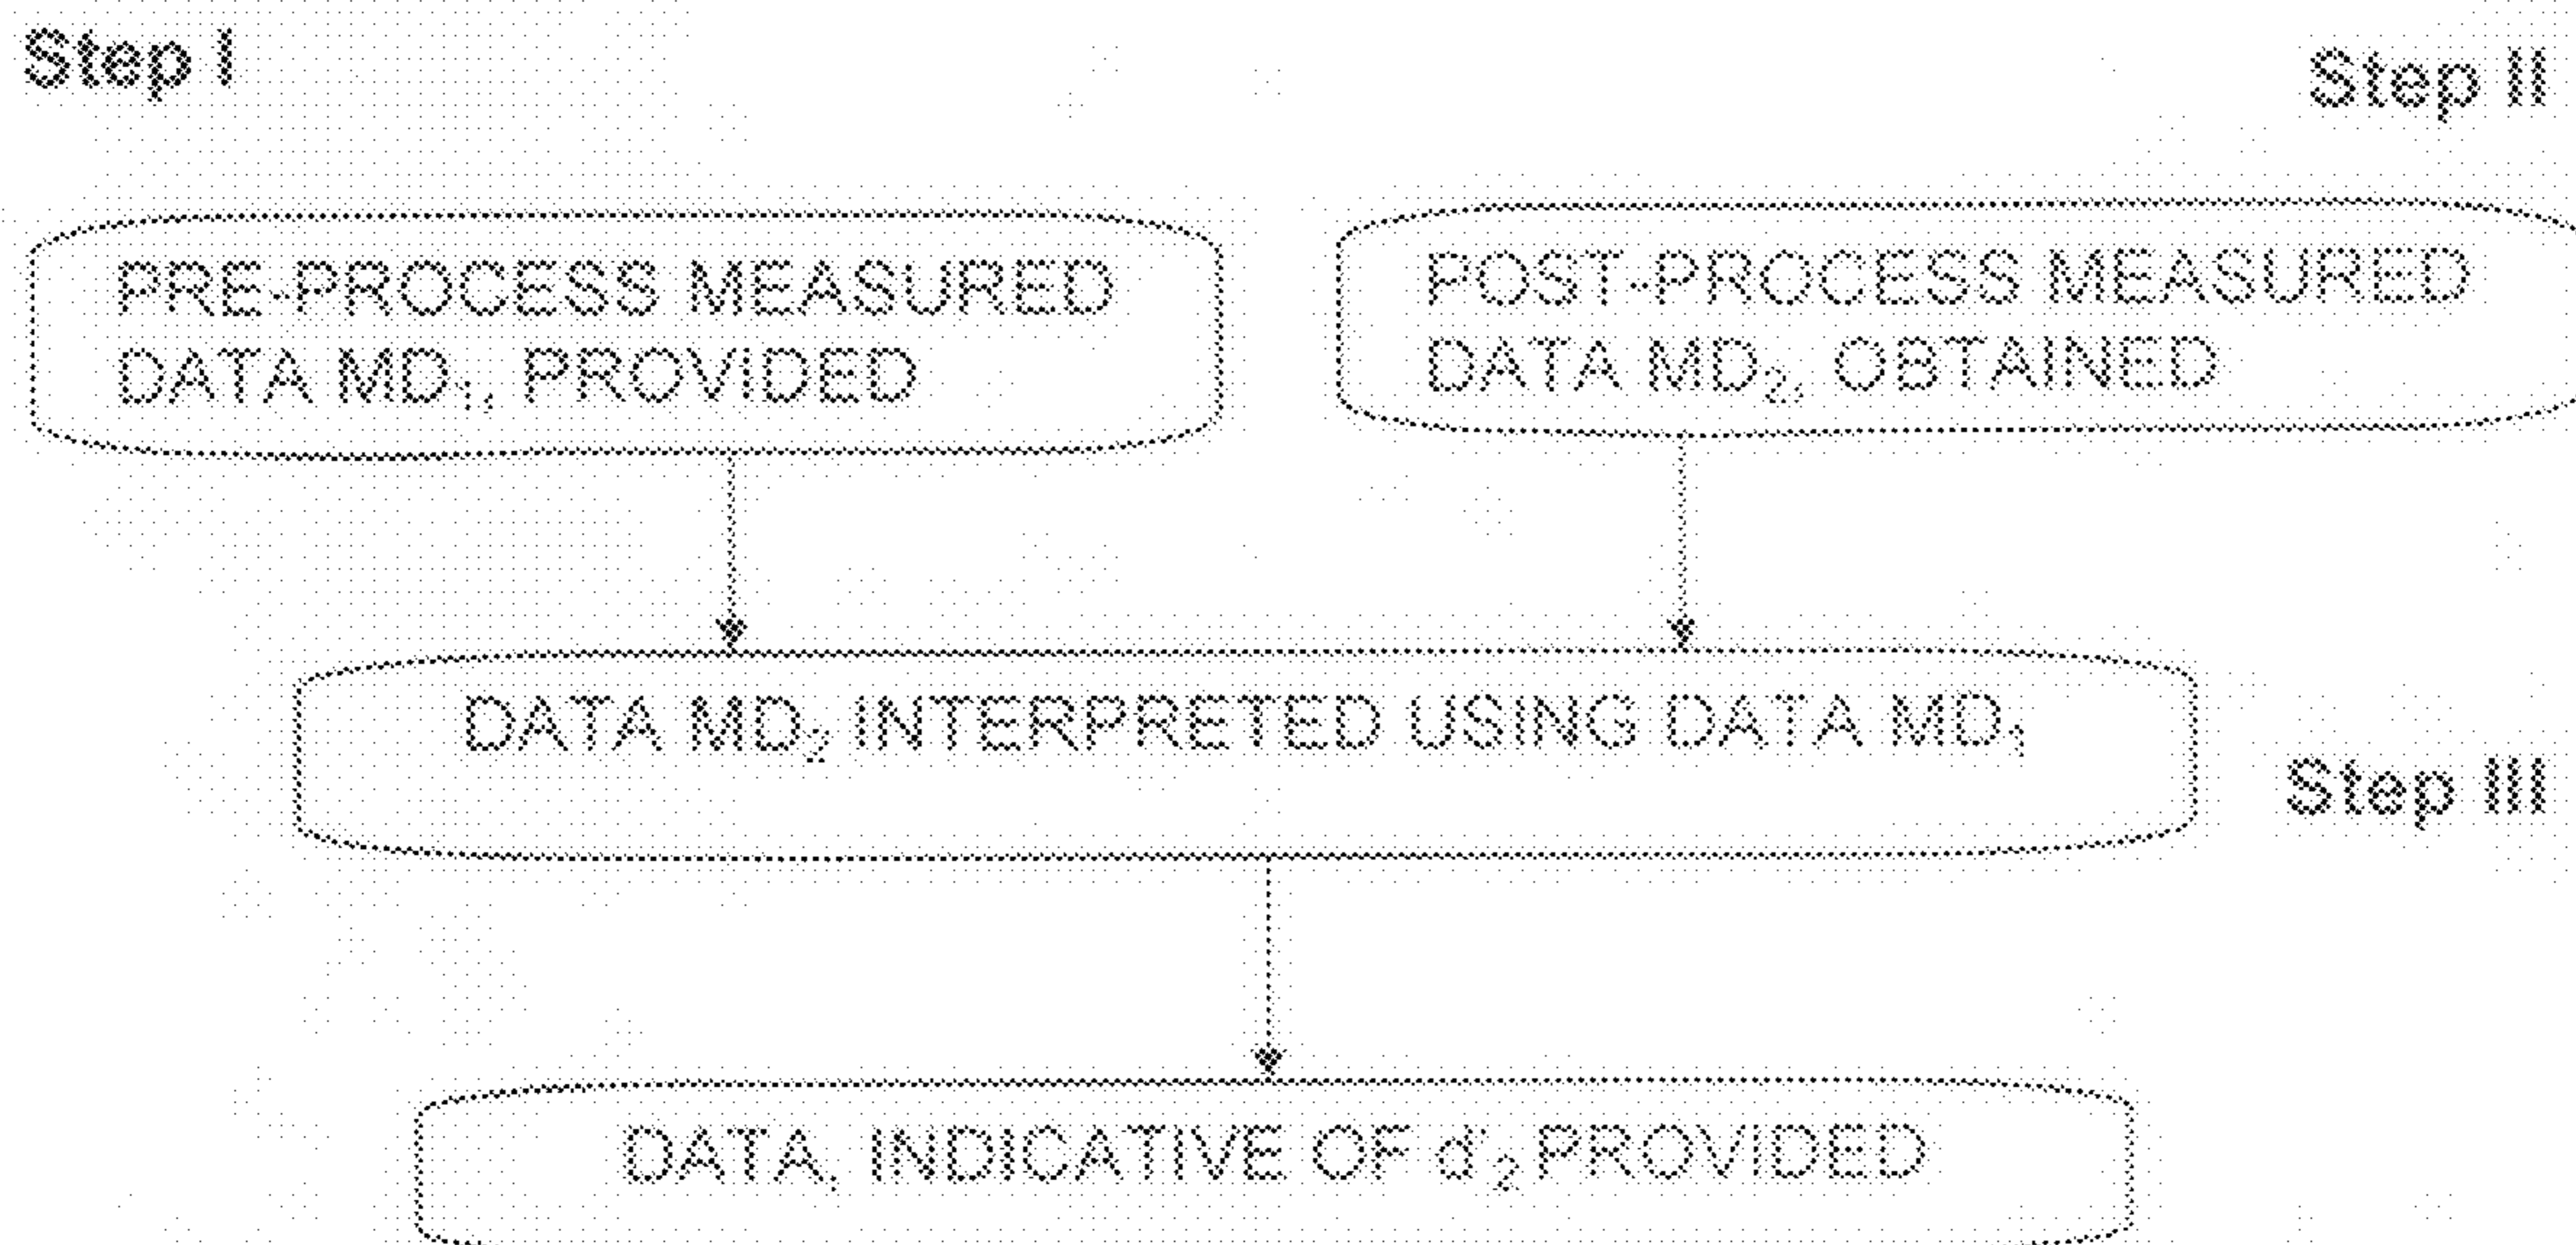 Step I
Step II
PRE-PROCESS MEASURED
DATA MD₁, PROVIDED
POST-PROCESS MEASURED
DATA MD₂, OBTAINED
DATA MD₂ INTERPRETED USING DATA MD₁
Step III
DATA, INDICATIVE OF d'₂ PROVIDED